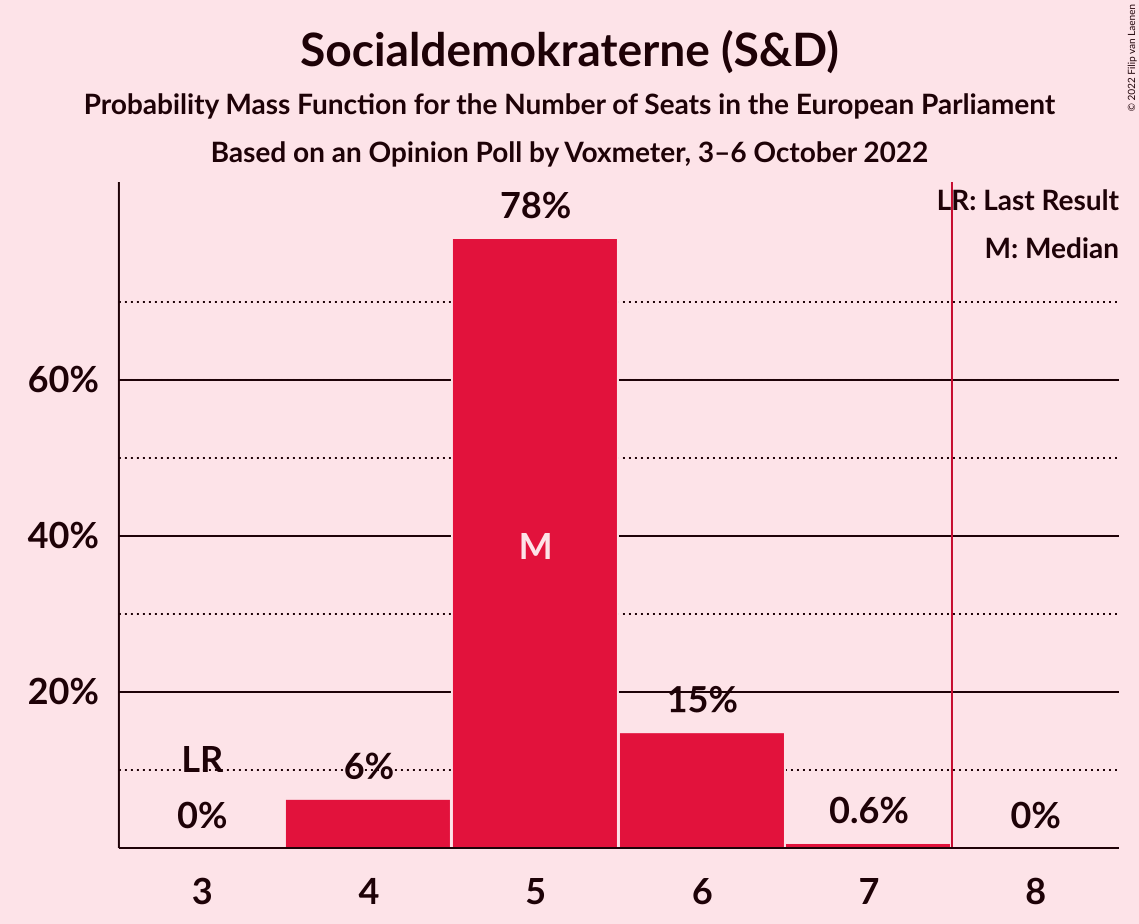 Socialdemokraterne (S&D)
Probability Mass Function for the Number of Seats in the European Parliament
Based on an Opinion Poll by Voxmeter, 3–6 October 2022
© 2022 Filip van Laenen
LR: Last Result
M: Median
78%
60%
40%
20%
M
15%
LR
6%
0%
0.6%
0%
3 4 5 6 7 8